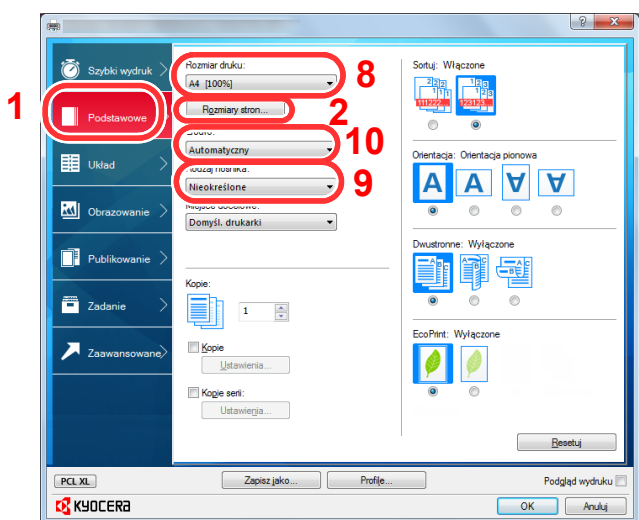 Szybki wydruk
Podstawowe
Układ
Obrazowanie
Publikowanie
Zadanie
Zaawansowane
1
Rozmiar druku:
A4 [100%]
8
Rozmiary stron...
2
Źródło:
Automatyczny
10
Rodzaj nośnika:
Nieokreślone
9
Miejsce docelowe:
Domyśl. drukarki
Kopie:
1
Kopie
Ustawienia...
Kopie serii:
Ustawienia...
Sortuj: Włączone
111222...
123123...
Orientacja: Orientacja pionowa
A A A A
Dwustronne: Wyłączone
EcoPrint: Wyłączone
Resetuj
PCL XL
Zapisz jako...
Profile...
Podgląd wydruku
KYOCERA
OK
Anuluj